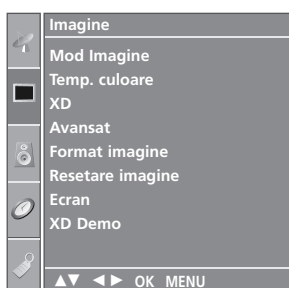 Imagine
Mod Imagine
Temp. culoare
XD
Avansat
Format imagine
Resetare imagine
Ecran
XD Demo
▲▼ ◄► OK MENU